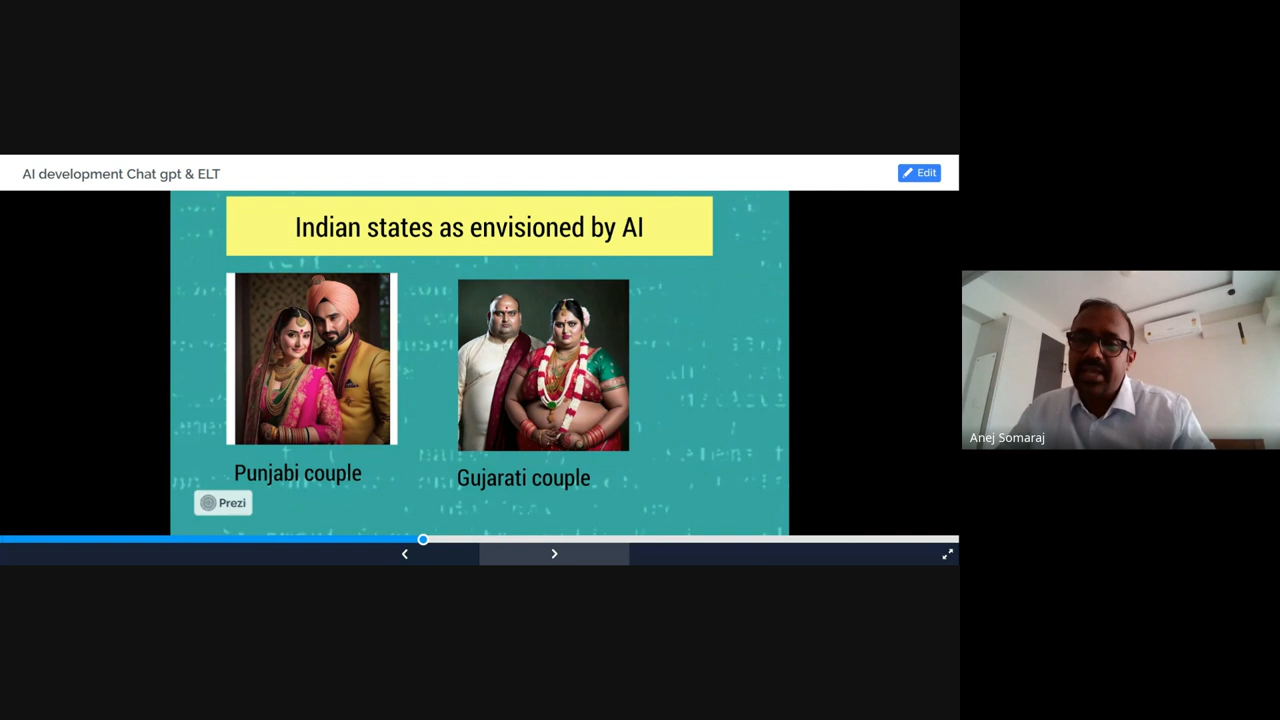 AI development Chat gpt & ELT
Edit
Indian states as envisioned by AI
Punjabi couple
Gujarati couple
Prezi
Anej Somaraj